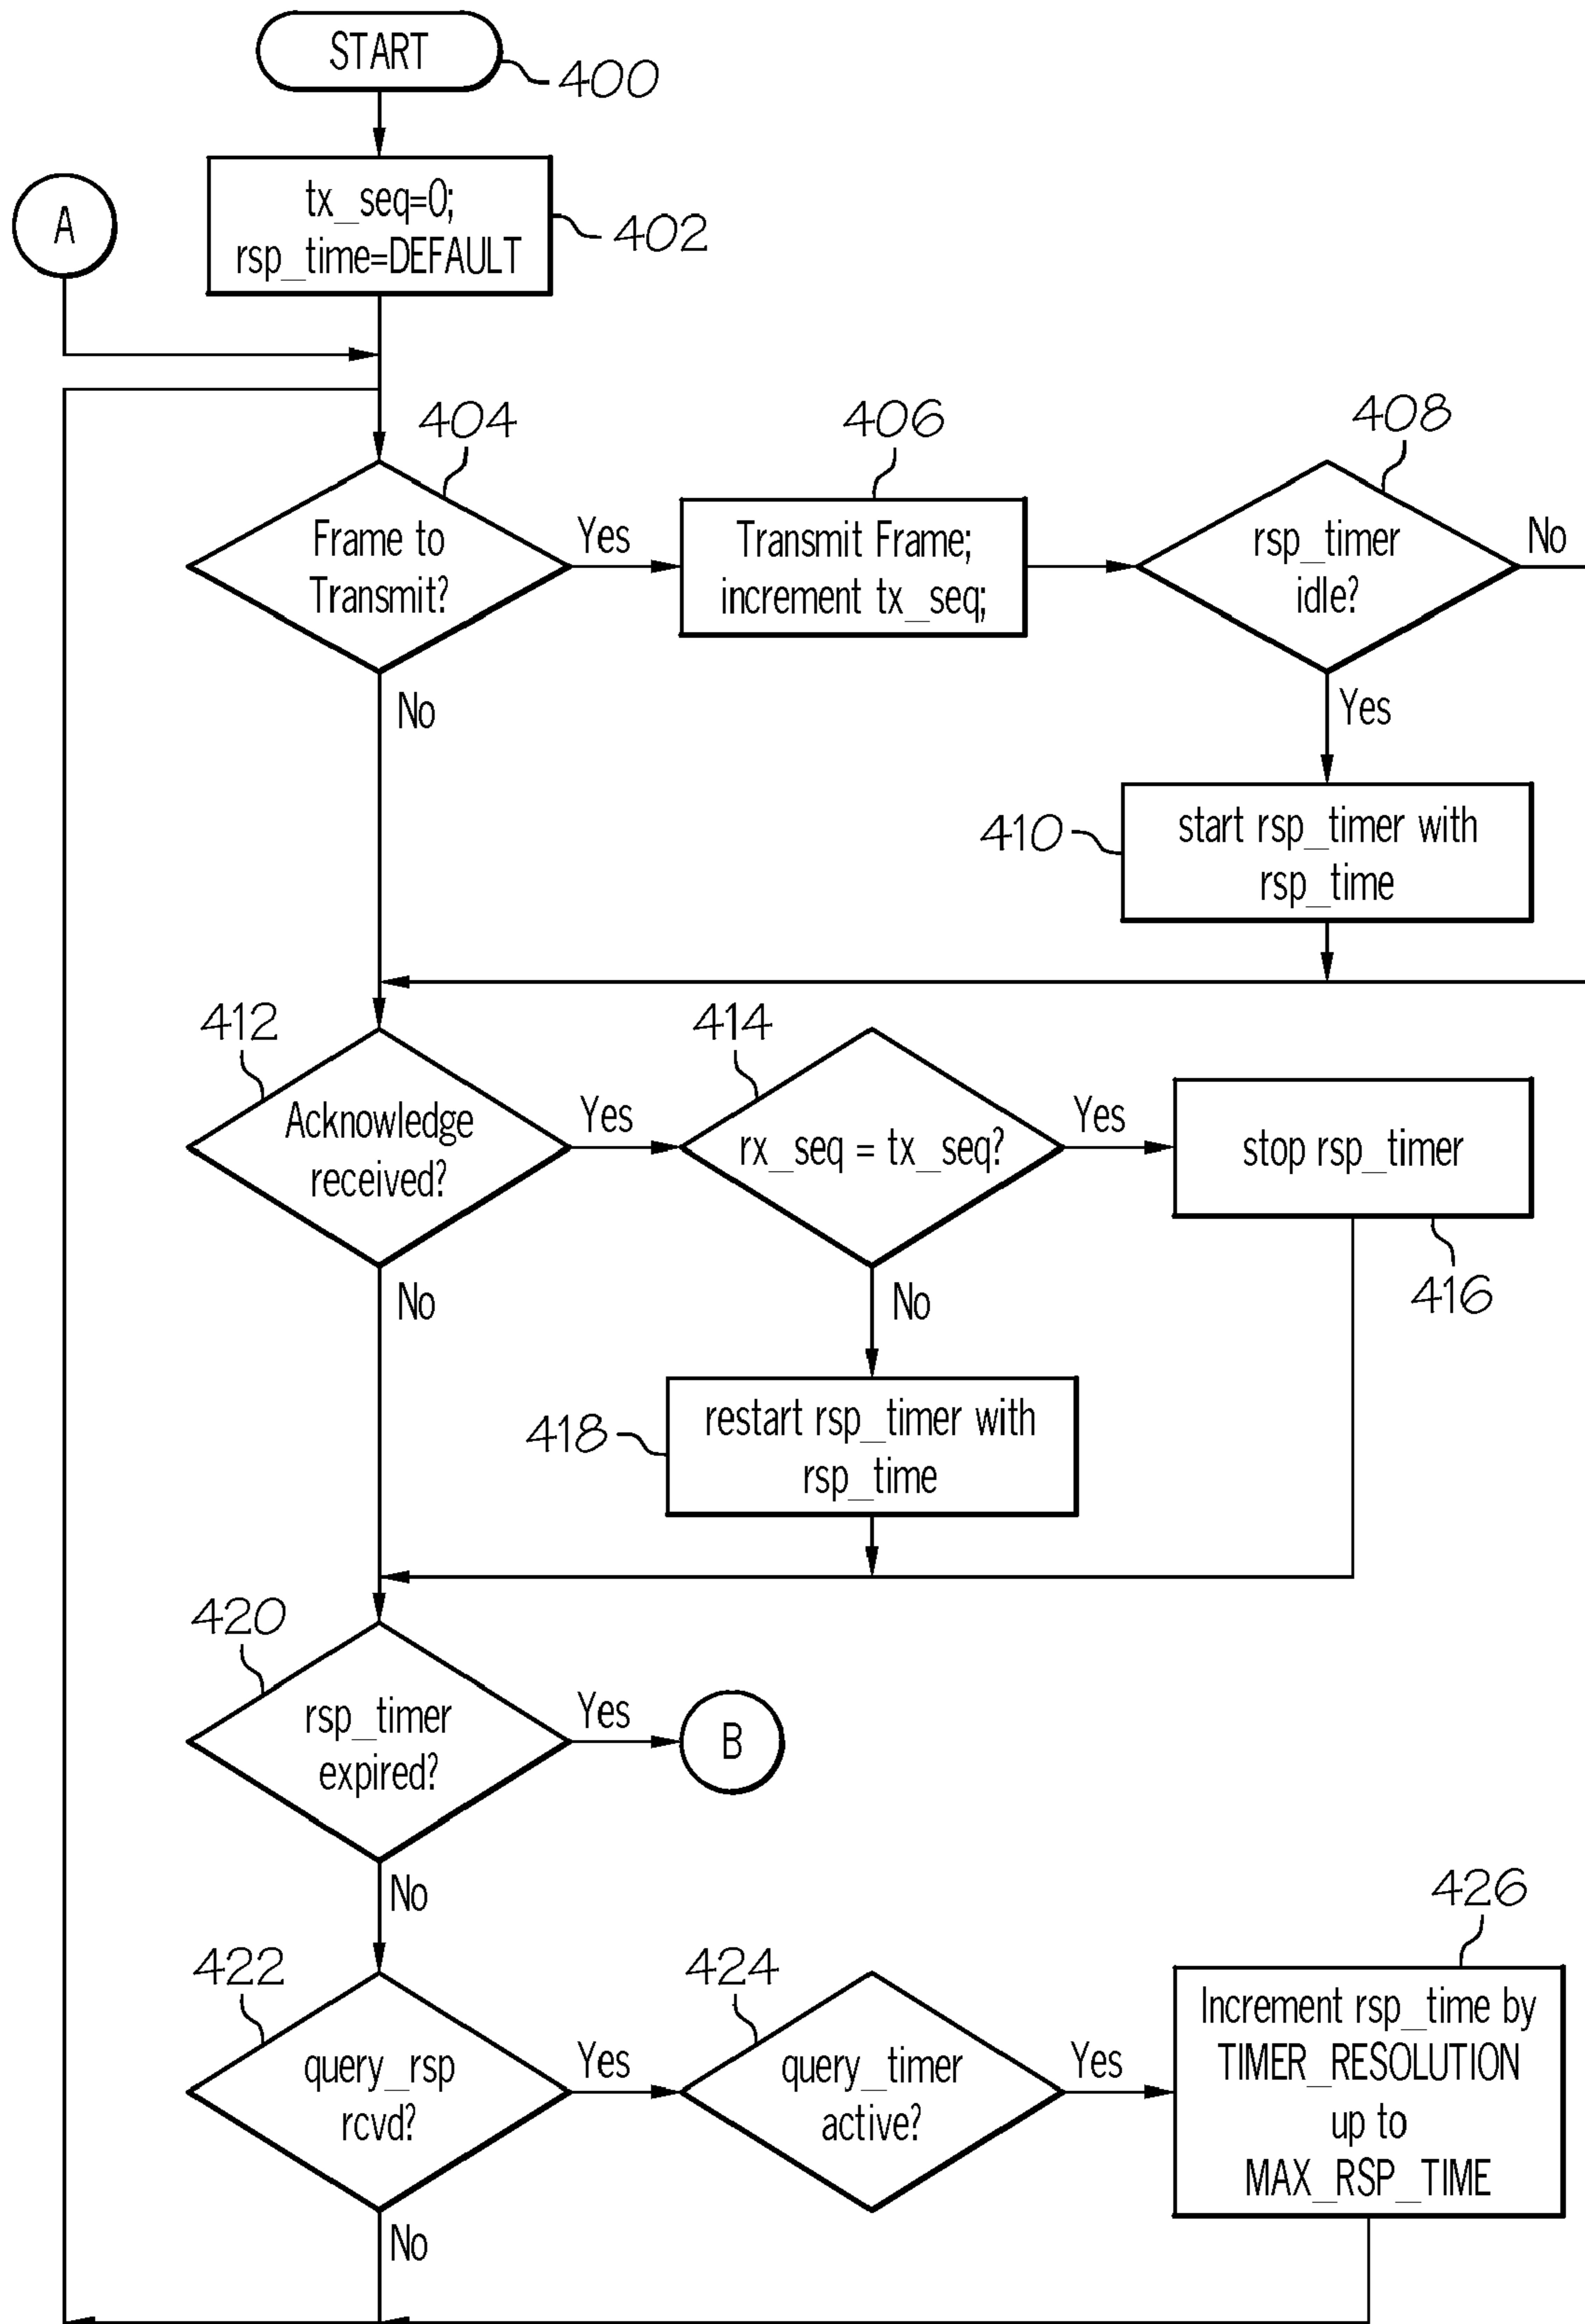 START
400
tx_seq=0;
rsp_time=DEFAULT
402
A
404
Frame to
Transmit?
Yes
No
406
Transmit Frame;
increment tx_seq;
408
rsp_timer
idle?
No
Yes
410
start rsp_timer with
rsp_time
412
Acknowledge
received?
Yes
No
414
rx_seq = tx_seq?
Yes
No
stop rsp_timer
416
418
restart rsp_timer with
rsp_time
420
rsp_timer
expired?
Yes
B
No
422
query_rsp
rcvd?
Yes
No
424
query_timer
active?
Yes
426
Increment rsp_time by
TIMER_RESOLUTION
up to
MAX_RSP_TIME